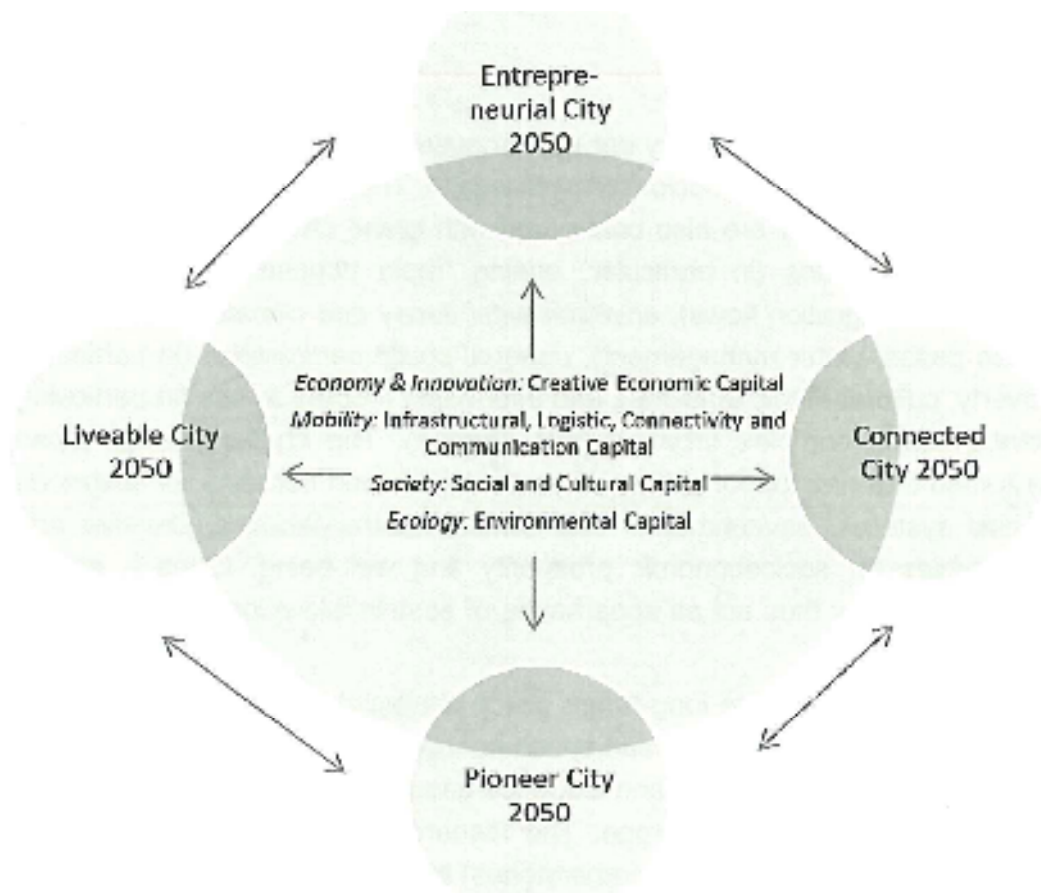 Entrepre-
neurial City
2050
Economy & Innovation: Creative Economic Capital
Mobility: Infrastructural, Logistic, Connectivity and
Communication Capital
Society: Social and Cultural Capital
Ecology: Environmental Capital
Liveable City
2050
Connected
City 2050
Pioneer City
2050